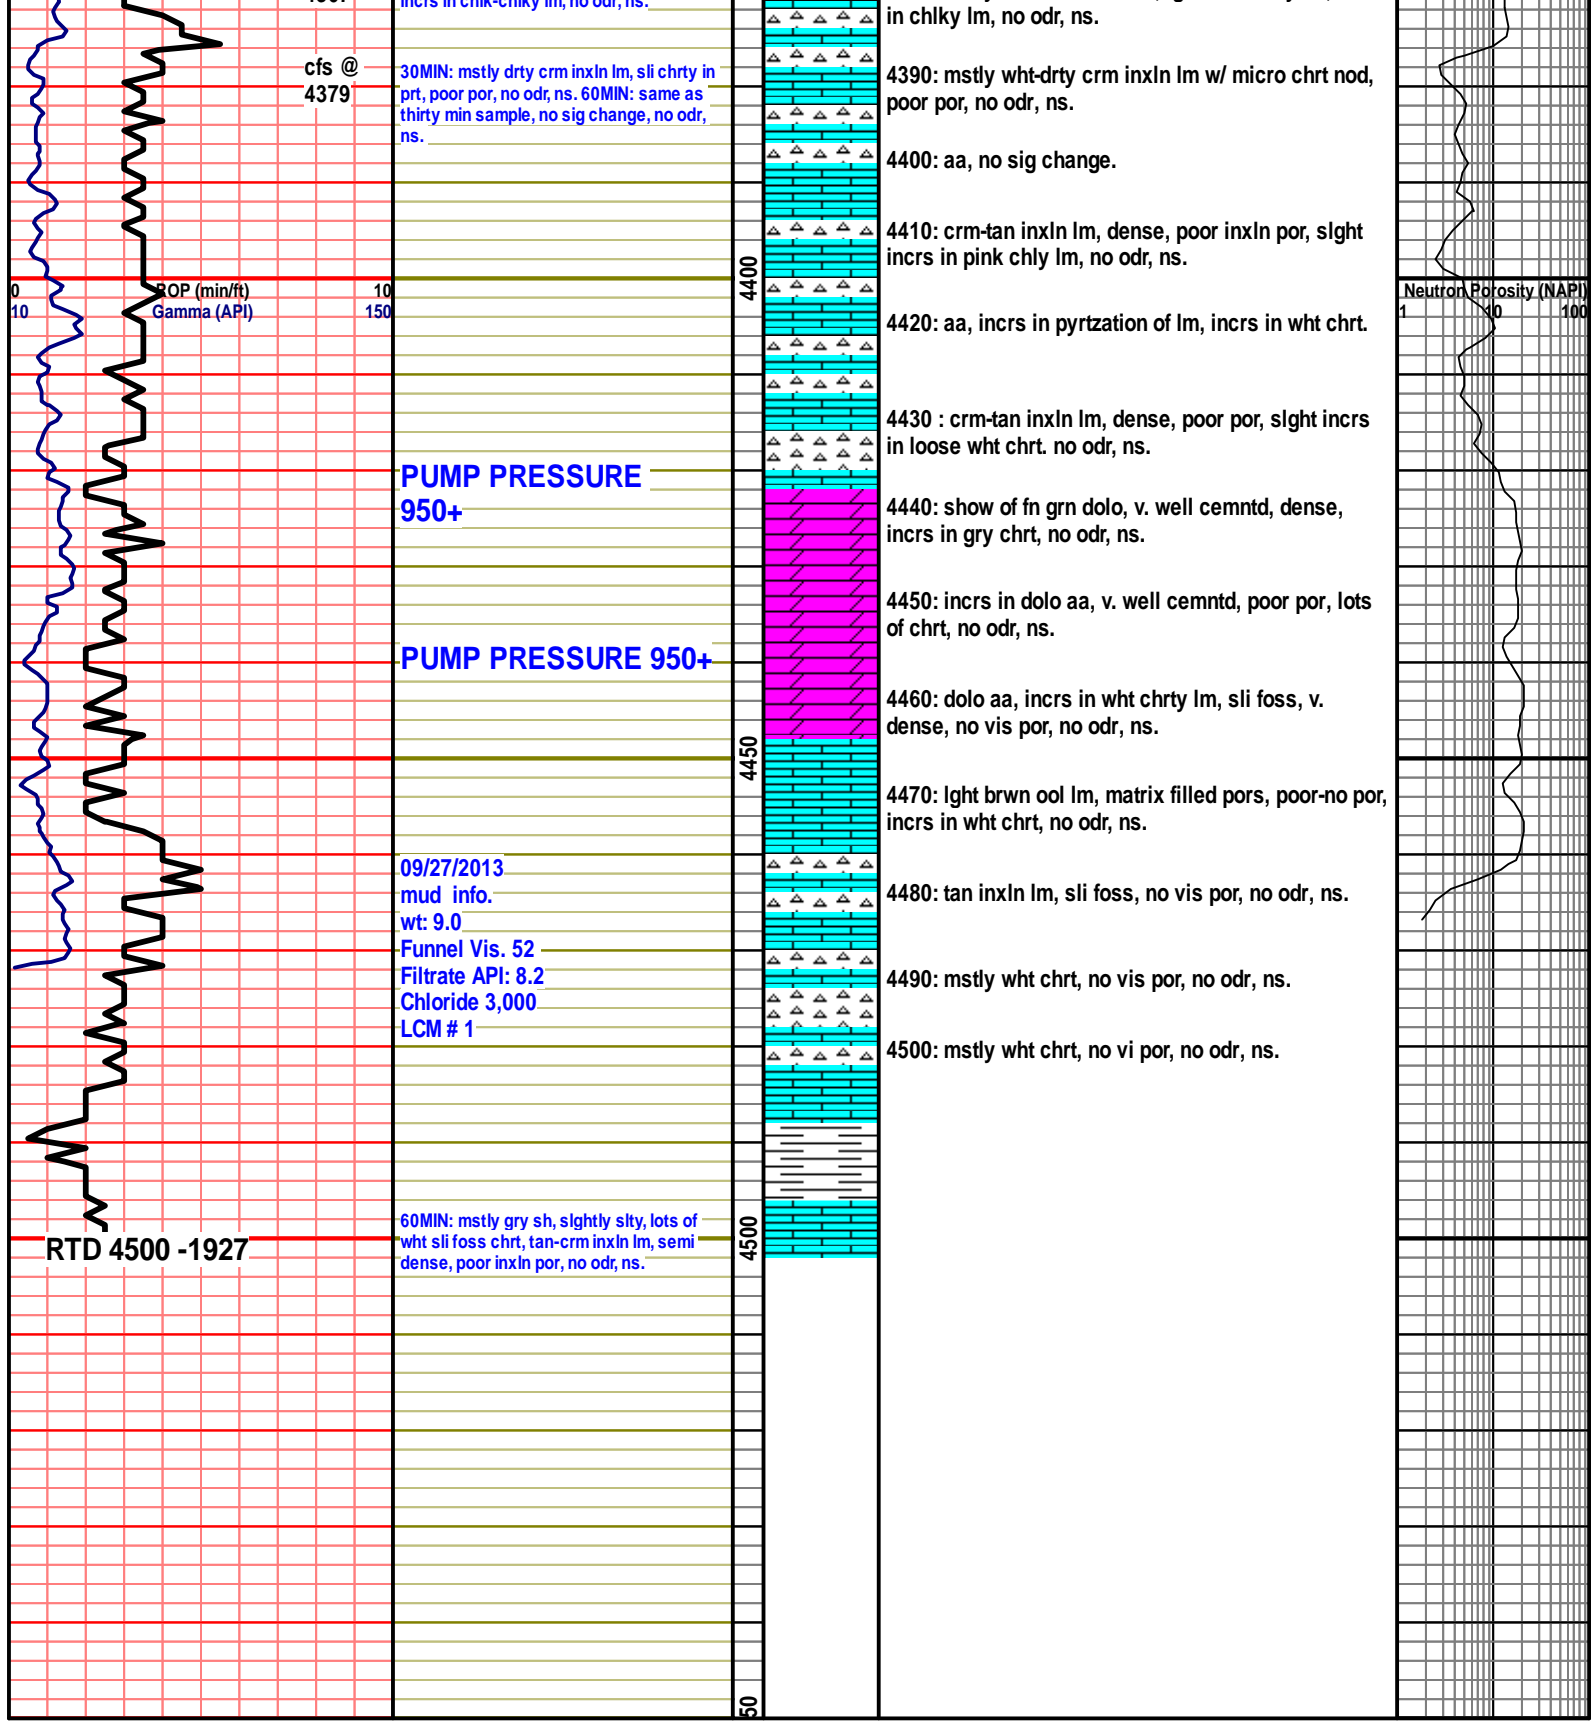 incrs in chlk-chlky lm, no odr, ns.
cfs @
4379
30MIN: mstly drty crm inxln lm, sli chrty in
prt, poor por, no odr, ns. 60MIN: same as
thirty min sample, no sig change, no odr,
ns.
in chlky lm, no odr, ns.
4390: mstly wht-drty crm inxln lm w/ micro chrt nod,
poor por, no odr, ns.
4400: aa, no sig change.
4410: crm-tan inxln lm, dense, poor inxln por, slght
incrs in pink chly lm, no odr, ns.
4400
0 ROP (min/ft) 10
10 Gamma (API) 150
Neutron Porosity (NAPI)
1 10 100
4420: aa, incrs in pyrtzation of lm, incrs in wht chrt.
4430 : crm-tan inxln lm, dense, poor por, slght incrs
in loose wht chrt. no odr, ns.
PUMP PRESSURE
950+
4440: show of fn grn dolo, v. well cemntd, dense,
incrs in gry chrt, no odr, ns.
4450: incrs in dolo aa, v. well cemntd, poor por, lots
of chrt, no odr, ns.
PUMP PRESSURE 950+
4460: dolo aa, incrs in wht chrty lm, sli foss, v.
dense, no vis por, no odr, ns.
4450
4470: lght brwn ool lm, matrix filled pors, poor-no por,
incrs in wht chrt, no odr, ns.
09/27/2013
mud info.
wt: 9.0
Funnel Vis. 52
Filtrate API: 8.2
Chloride 3,000
LCM # 1
4480: tan inxln lm, sli foss, no vis por, no odr, ns.
4490: mstly wht chrt, no vis por, no odr, ns.
4500: mstly wht chrt, no vi por, no odr, ns.
60MIN: mstly gry sh, slghtly slty, lots of
wht sli foss chrt, tan-crm inxln lm, semi
dense, poor inxln por, no odr, ns.
RTD 4500 -1927
4500
50